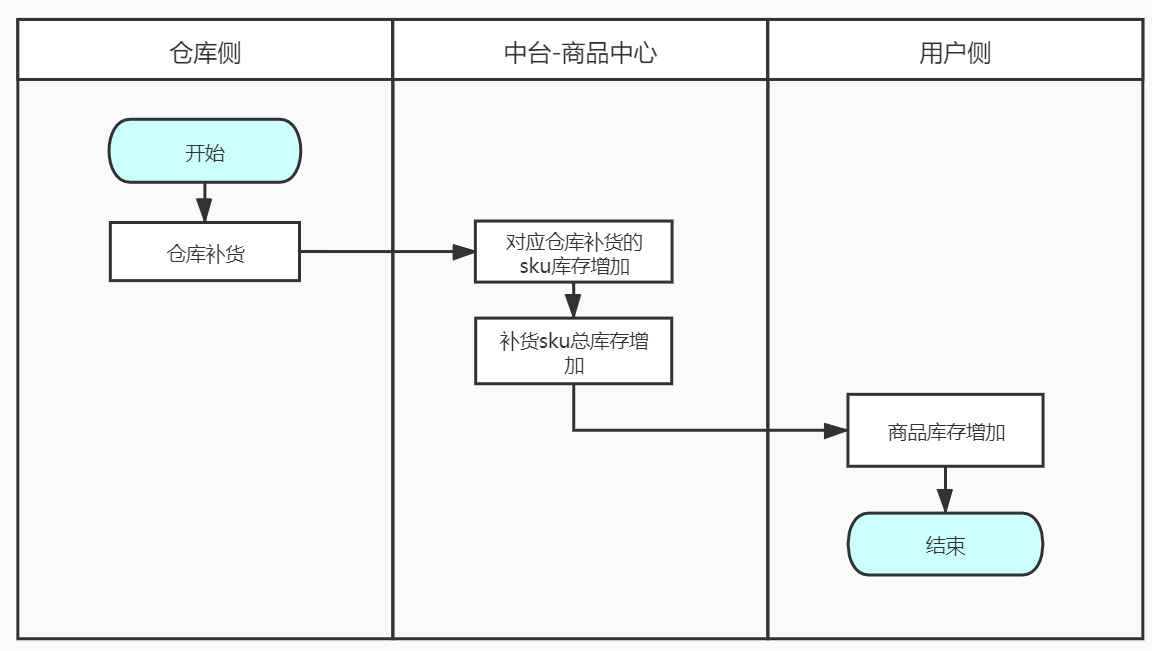 仓库侧
中台-商品中心
用户侧
开始
仓库补货
对应仓库补货的
sku库存增加
补货sku总库存增
加
商品库存增加
结束